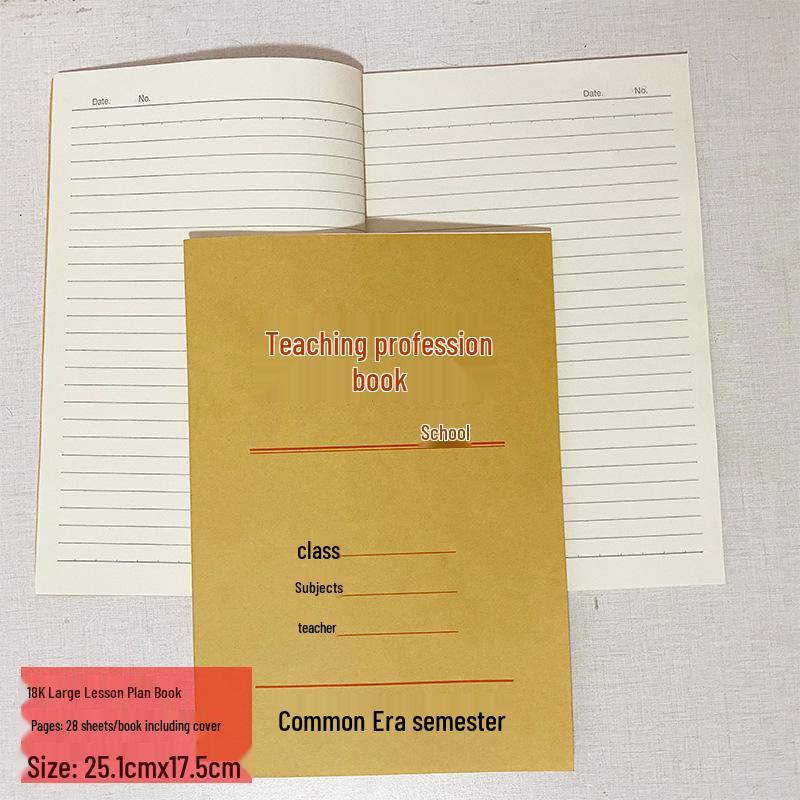 Date. No.
Date. No.
Teaching profession
book
School
class
Subjects
teacher
Common Era semester
18K Large Lesson Plan Book
Pages: 28 sheets/book including cover
Size: 25.1cmx17.5cm